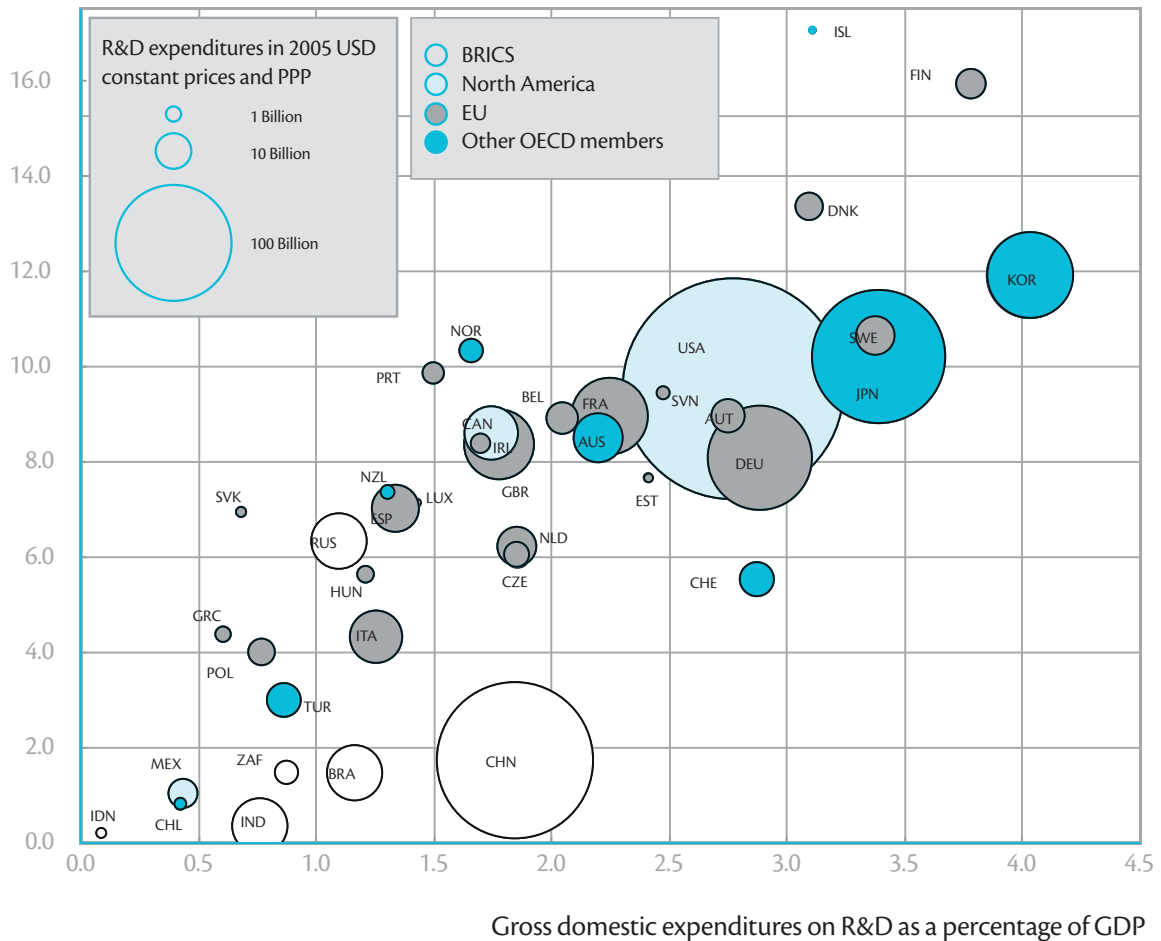 R&D expenditures in 2005 USD
constant prices and PPP
1 Billion
10 Billion
100 Billion
BRICS
North America
EU
Other OECD members
ISL
FIN
16.0
14.0
DNK
12.0
KOR
NOR
USA
SWE
10.0
PRT
JPN
BEL
FRA
SVN
AUT
CAN
IRL
AUS
8.0
DEU
GBR
EST
NZL
LUX
SVK
ESP
RUS
NLD
6.0
CZE
CHE
HUN
GRC
ITA
4.0
POL
TUR
2.0
MEX
ZAF
BRA
CHN
IDN
CHL
IND
0.0
0.0 0.5 1.0 1.5 2.0 2.5 3.0 3.5 4.0 4.5
Gross domestic expenditures on R&D as a percentage of GDP